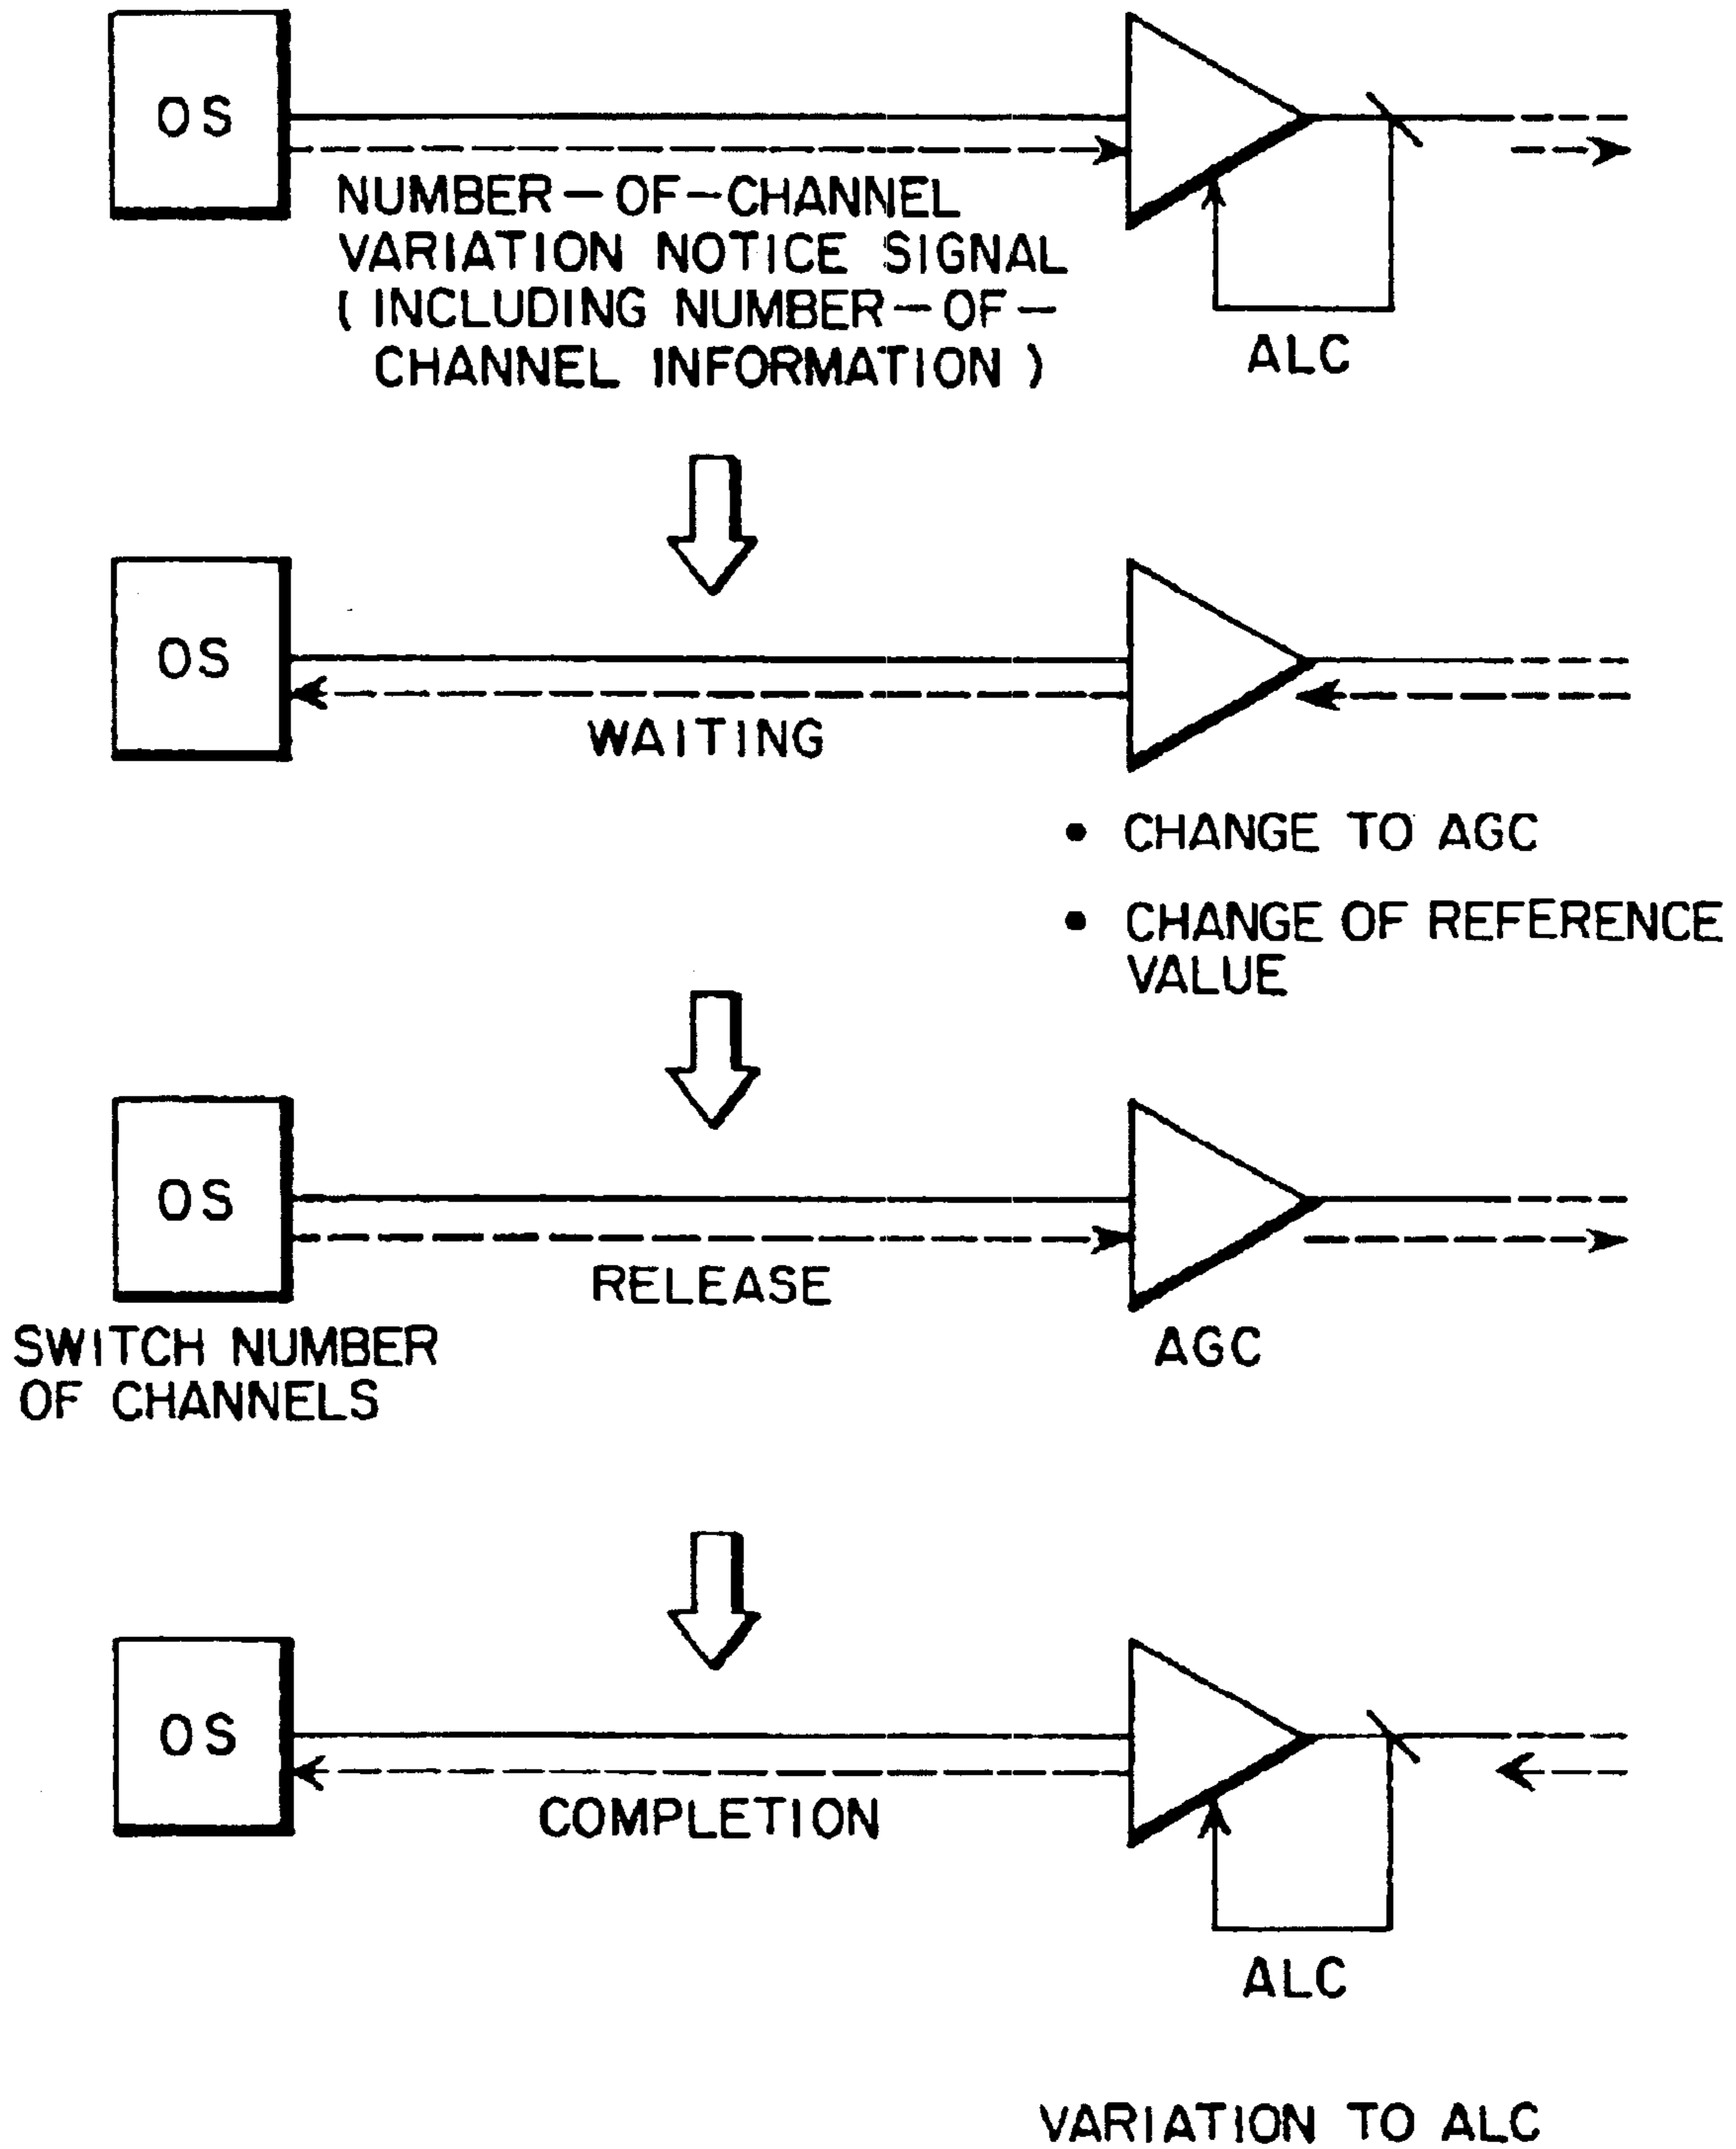 OS
NUMBER-OF-CHANNEL
VARIATION NOTICE SIGNAL
(INCLUDING NUMBER-OF-
CHANNEL INFORMATION)
ALC
OS
WAITING
• CHANGE TO AGC
• CHANGE OF REFERENCE
VALUE
OS
RELEASE
SWITCH NUMBER
OF CHANNELS
AGC
OS
COMPLETION
ALC
VARIATION TO ALC